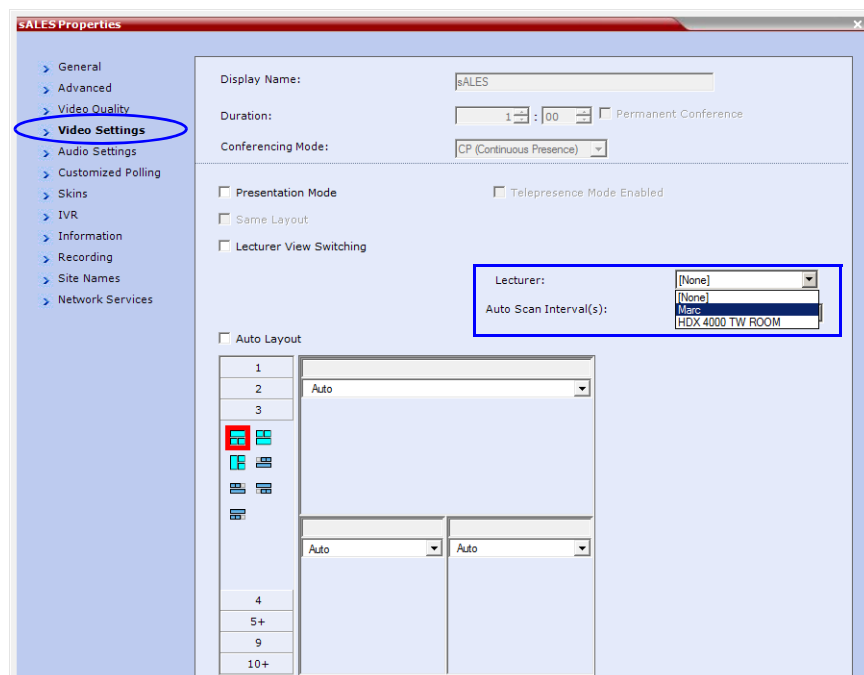 sALES Properties
General
Advanced
Video Quality
Video Settings
Audio Settings
Customized Polling
Skins
IVR
Information
Recording
Site Names
Network Services
Display Name: sALES
Duration: 1 : 00 Permanent Conference
Conferencing Mode: CP (Continuous Presence)
Presentation Mode Telepresence Mode Enabled
Same Layout
Lecturer View Switching
Lecturer: [None]
[None]
Auto Scan Interval(s): Marc
HDX 4000 TW ROOM
Auto Layout
1
2 Auto
3
Auto Auto
4
5+
9
10+